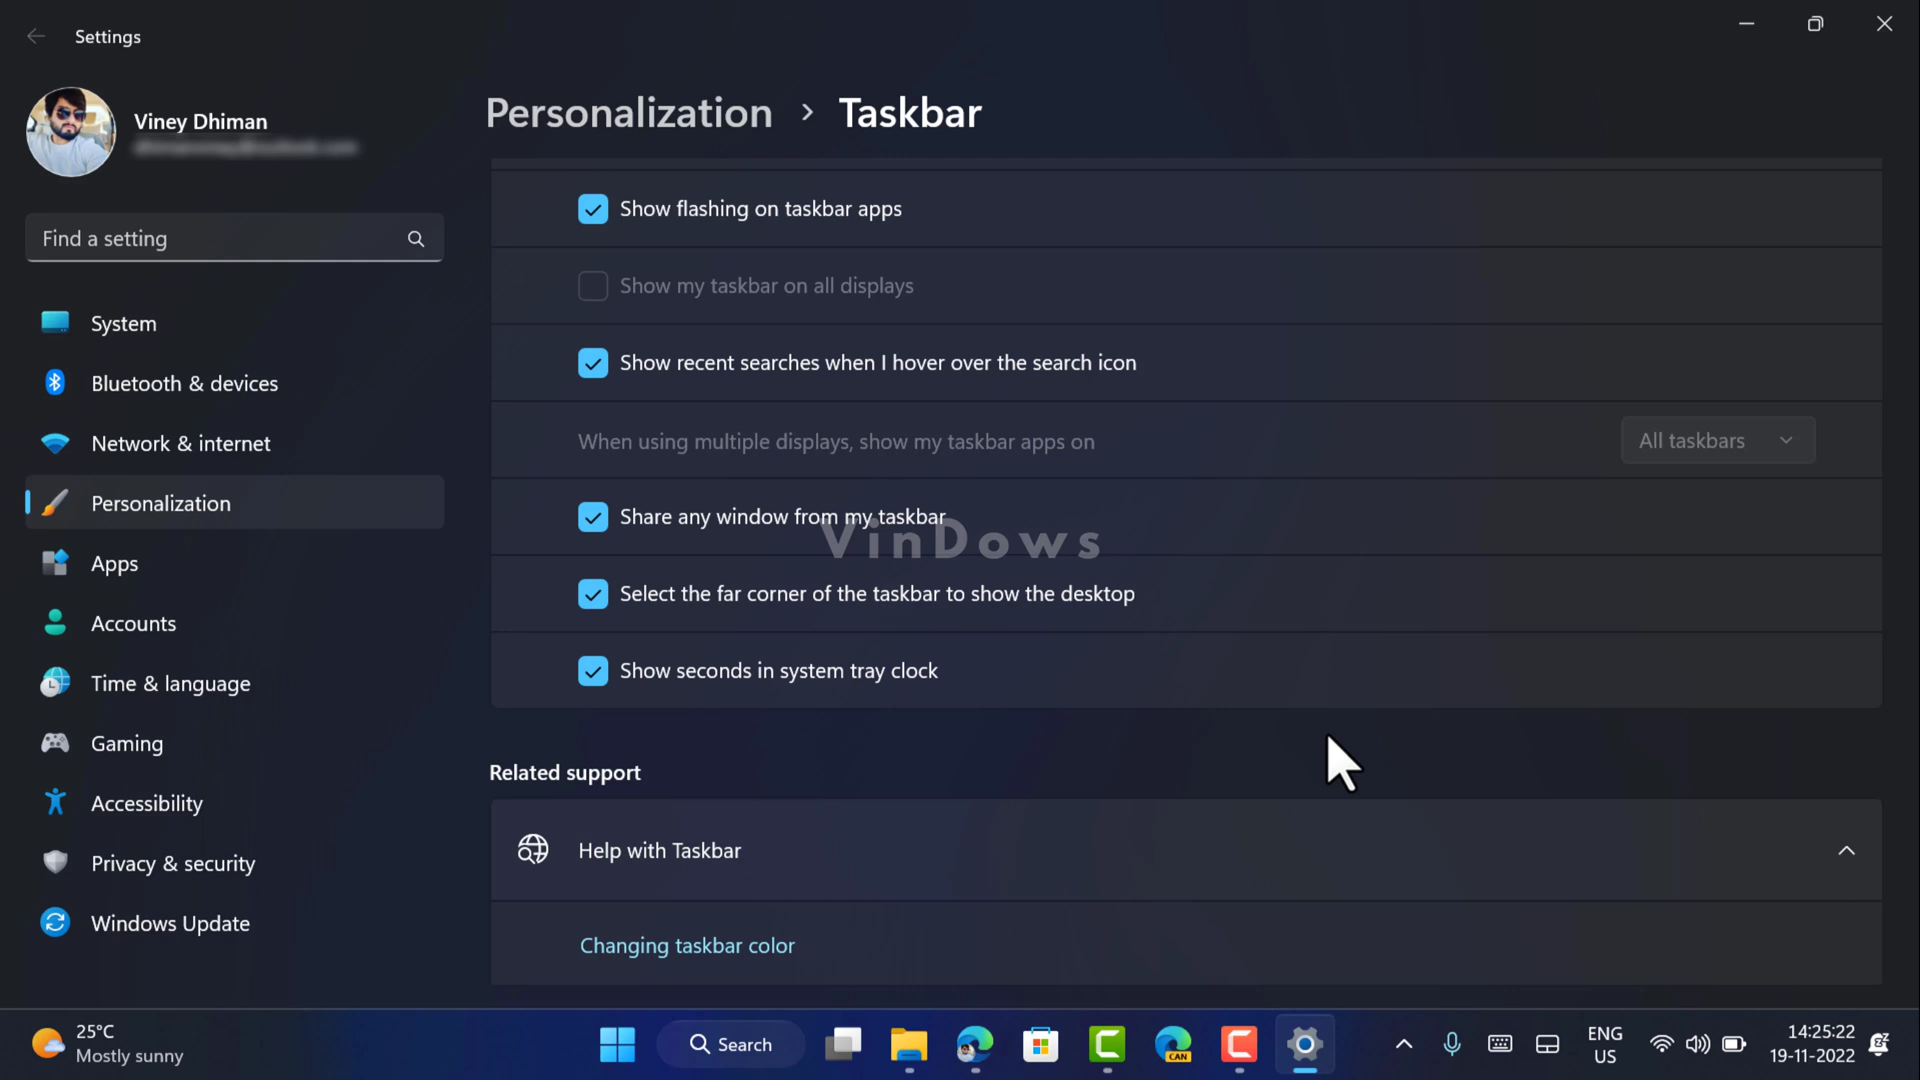 Settings
Viney Dhiman
Find a setting
System
Bluetooth & devices
Network & internet
Personalization
Apps
Accounts
Time & language
Gaming
Accessibility
Privacy & security
Windows Update
Personalization > Taskbar
Show flashing on taskbar apps
Show my taskbar on all displays
Show recent searches when I hover over the search icon
When using multiple displays, show my taskbar apps on
All taskbars
Share any window from my taskbar
VinDows
Select the far corner of the taskbar to show the desktop
Show seconds in system tray clock
Related support
Help with Taskbar
Changing taskbar color
25°C
Mostly sunny
Search
CAN
ENG
US
14:25:22
19-11-2022